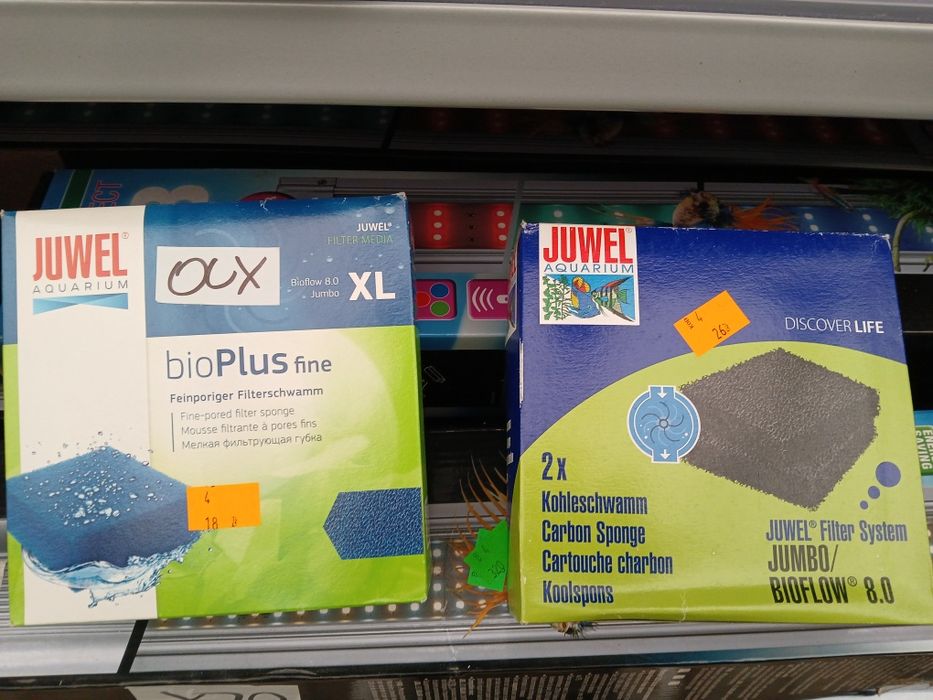 JUWEL®
AQUARIUM
OUX
JUWEL®
FILTER MEDIA
Bioflow 8.0
Jumbo
XL
bioPlus fine
Feinporiger Filterschwamm
Fine-pored filter sponge
Mousse filtrante à pores fins
Мелкая фильтрующая губка
4
18
JUWEL®
AQUARIUM
4
26
DISCOVER LIFE
2x
Kohleschwamm
Carbon Sponge
Cartouche charbon
Koolspons
JUWEL® Filter System
JUMBO/
BIOFLOW® 8.0